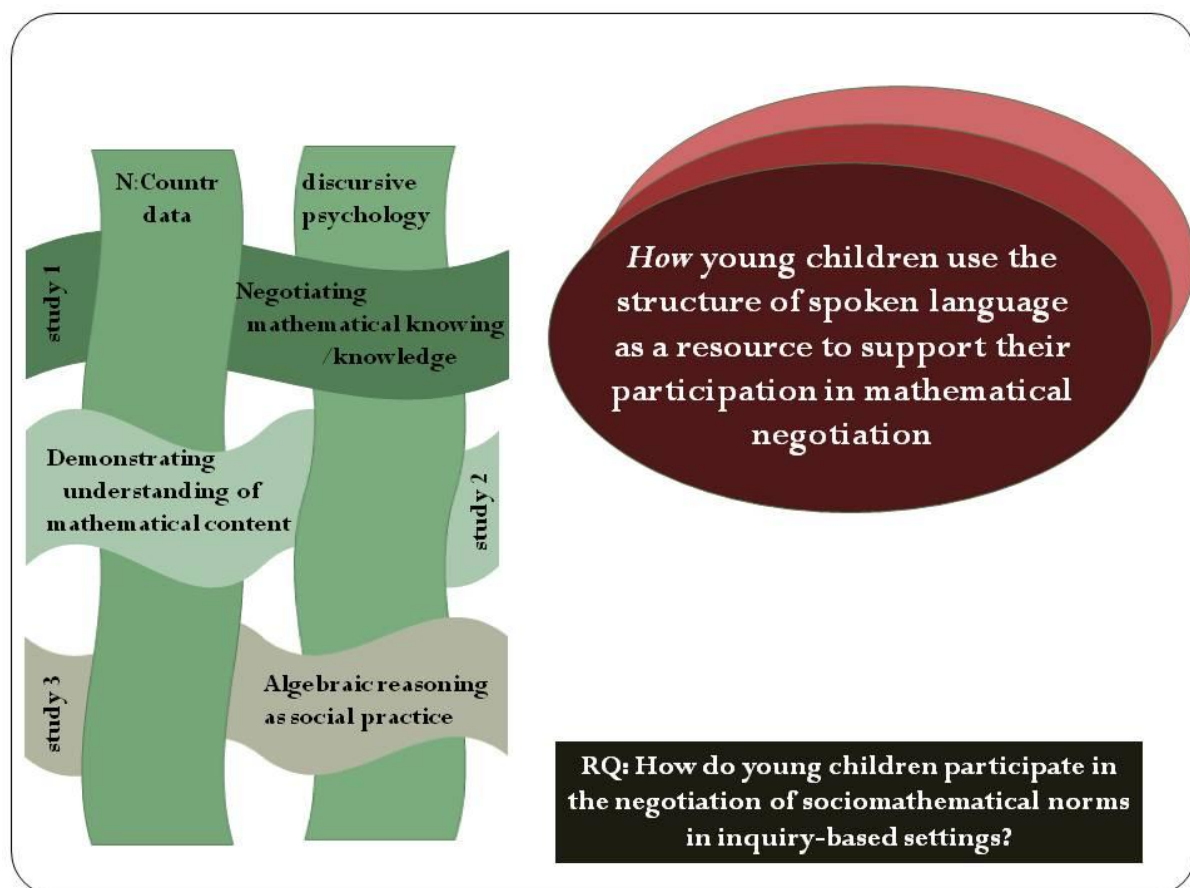 N:Countr
data
discursive
psychology
study 1
Negotiating
mathematical knowing
/knowledge
Demonstrating
understanding of
mathematical content
study 2
study 3
Algebraic reasoning
as social practice
How young children use the
structure of spoken language
as a resource to support their
participation in mathematical
negotiation
RQ: How do young children participate in
the negotiation of sociomathematical norms
in inquiry-based settings?